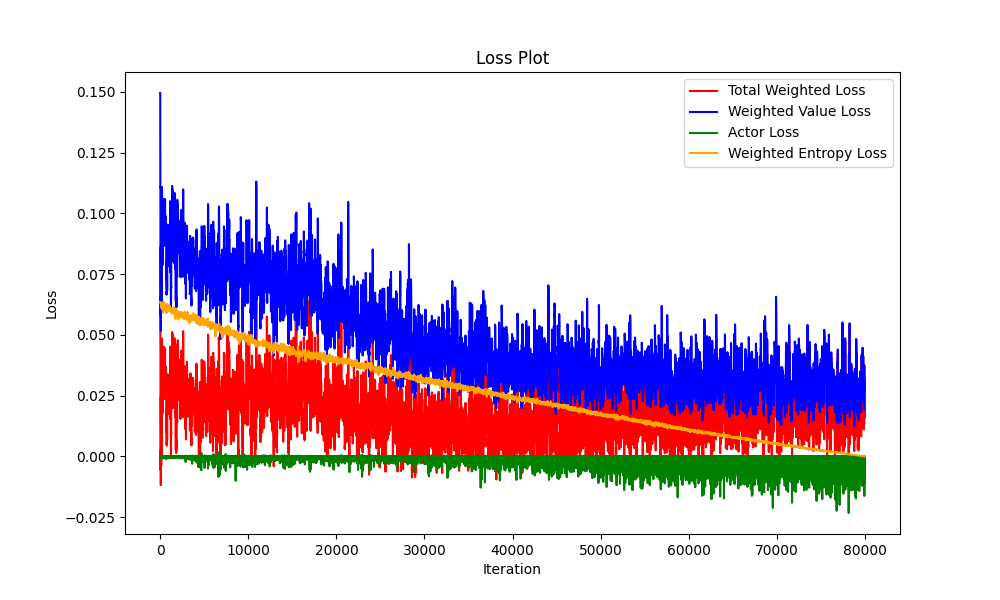 Loss Plot
Total Weighted Loss
Weighted Value Loss
Actor Loss
Weighted Entropy Loss
0.150
0.125
0.100
0.075
0.050
0.025
0.000
−0.025
Loss
0 10000 20000 30000 40000 50000 60000 70000 80000
Iteration